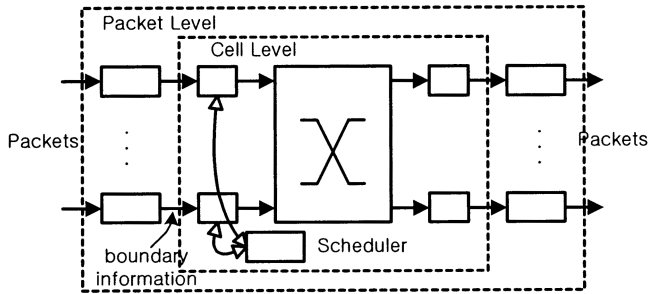 Packet Level
Cell Level
Packets
Packets
Scheduler
boundary
information